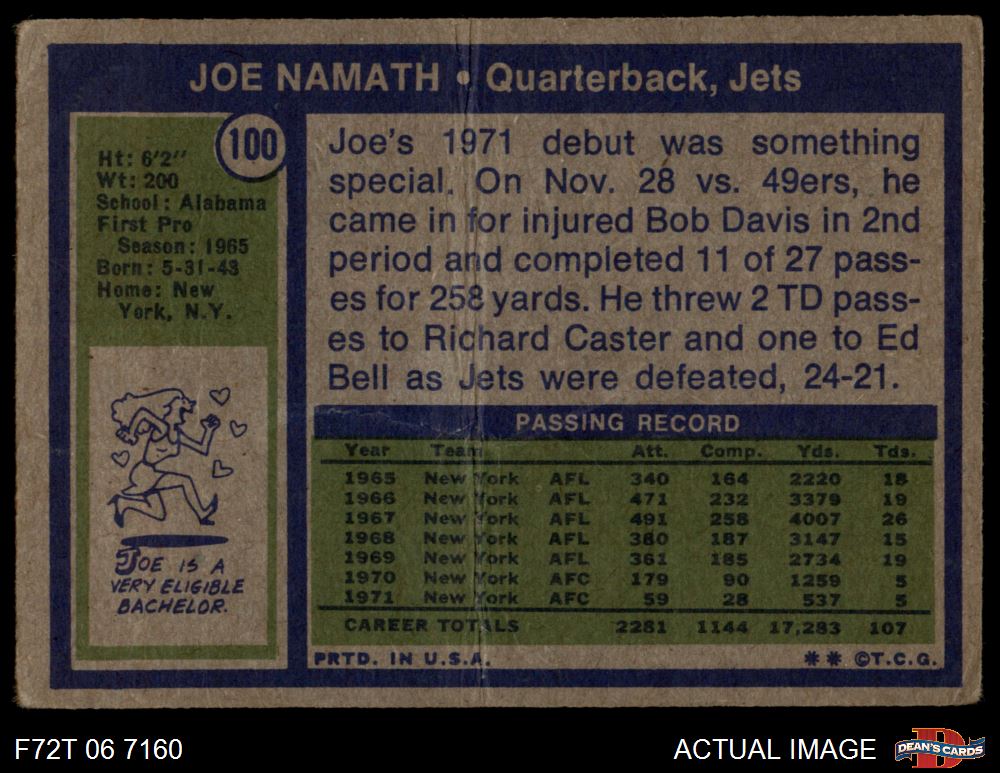 JOE NAMATH • Quarterback, Jets
100
Ht: 6'2"
Wt: 200
School: Alabama
First Pro
Season: 1965
Born: 5-31-43
Home: New
York, N.Y.
JOE IS A
VERY ELIGIBLE
BACHELOR.
Joe's 1971 debut was something
special. On Nov. 28 vs. 49ers, he
came in for injured Bob Davis in 2nd
period and completed 11 of 27 pass-
es for 258 yards. He threw 2 TD pass-
es to Richard Caster and one to Ed
Bell as Jets were defeated, 24-21.
PASSING RECORD
Year Team Att. Comp. Yds. Tds.
1965 New York AFL 340 164 2220 18
1966 New York AFL 471 232 3379 19
1967 New York AFL 491 258 4007 26
1968 New York AFL 380 187 3147 15
1969 New York AFL 361 185 2734 19
1970 New York AFC 179 90 1259 5
1971 New York AFC 59 28 537 5
CAREER TOTALS 2281 1144 17,283 107
PRTD. IN U.S.A. ** ©T.C.G.
F72T 06 7160
ACTUAL IMAGE
DEAN'S CARDS